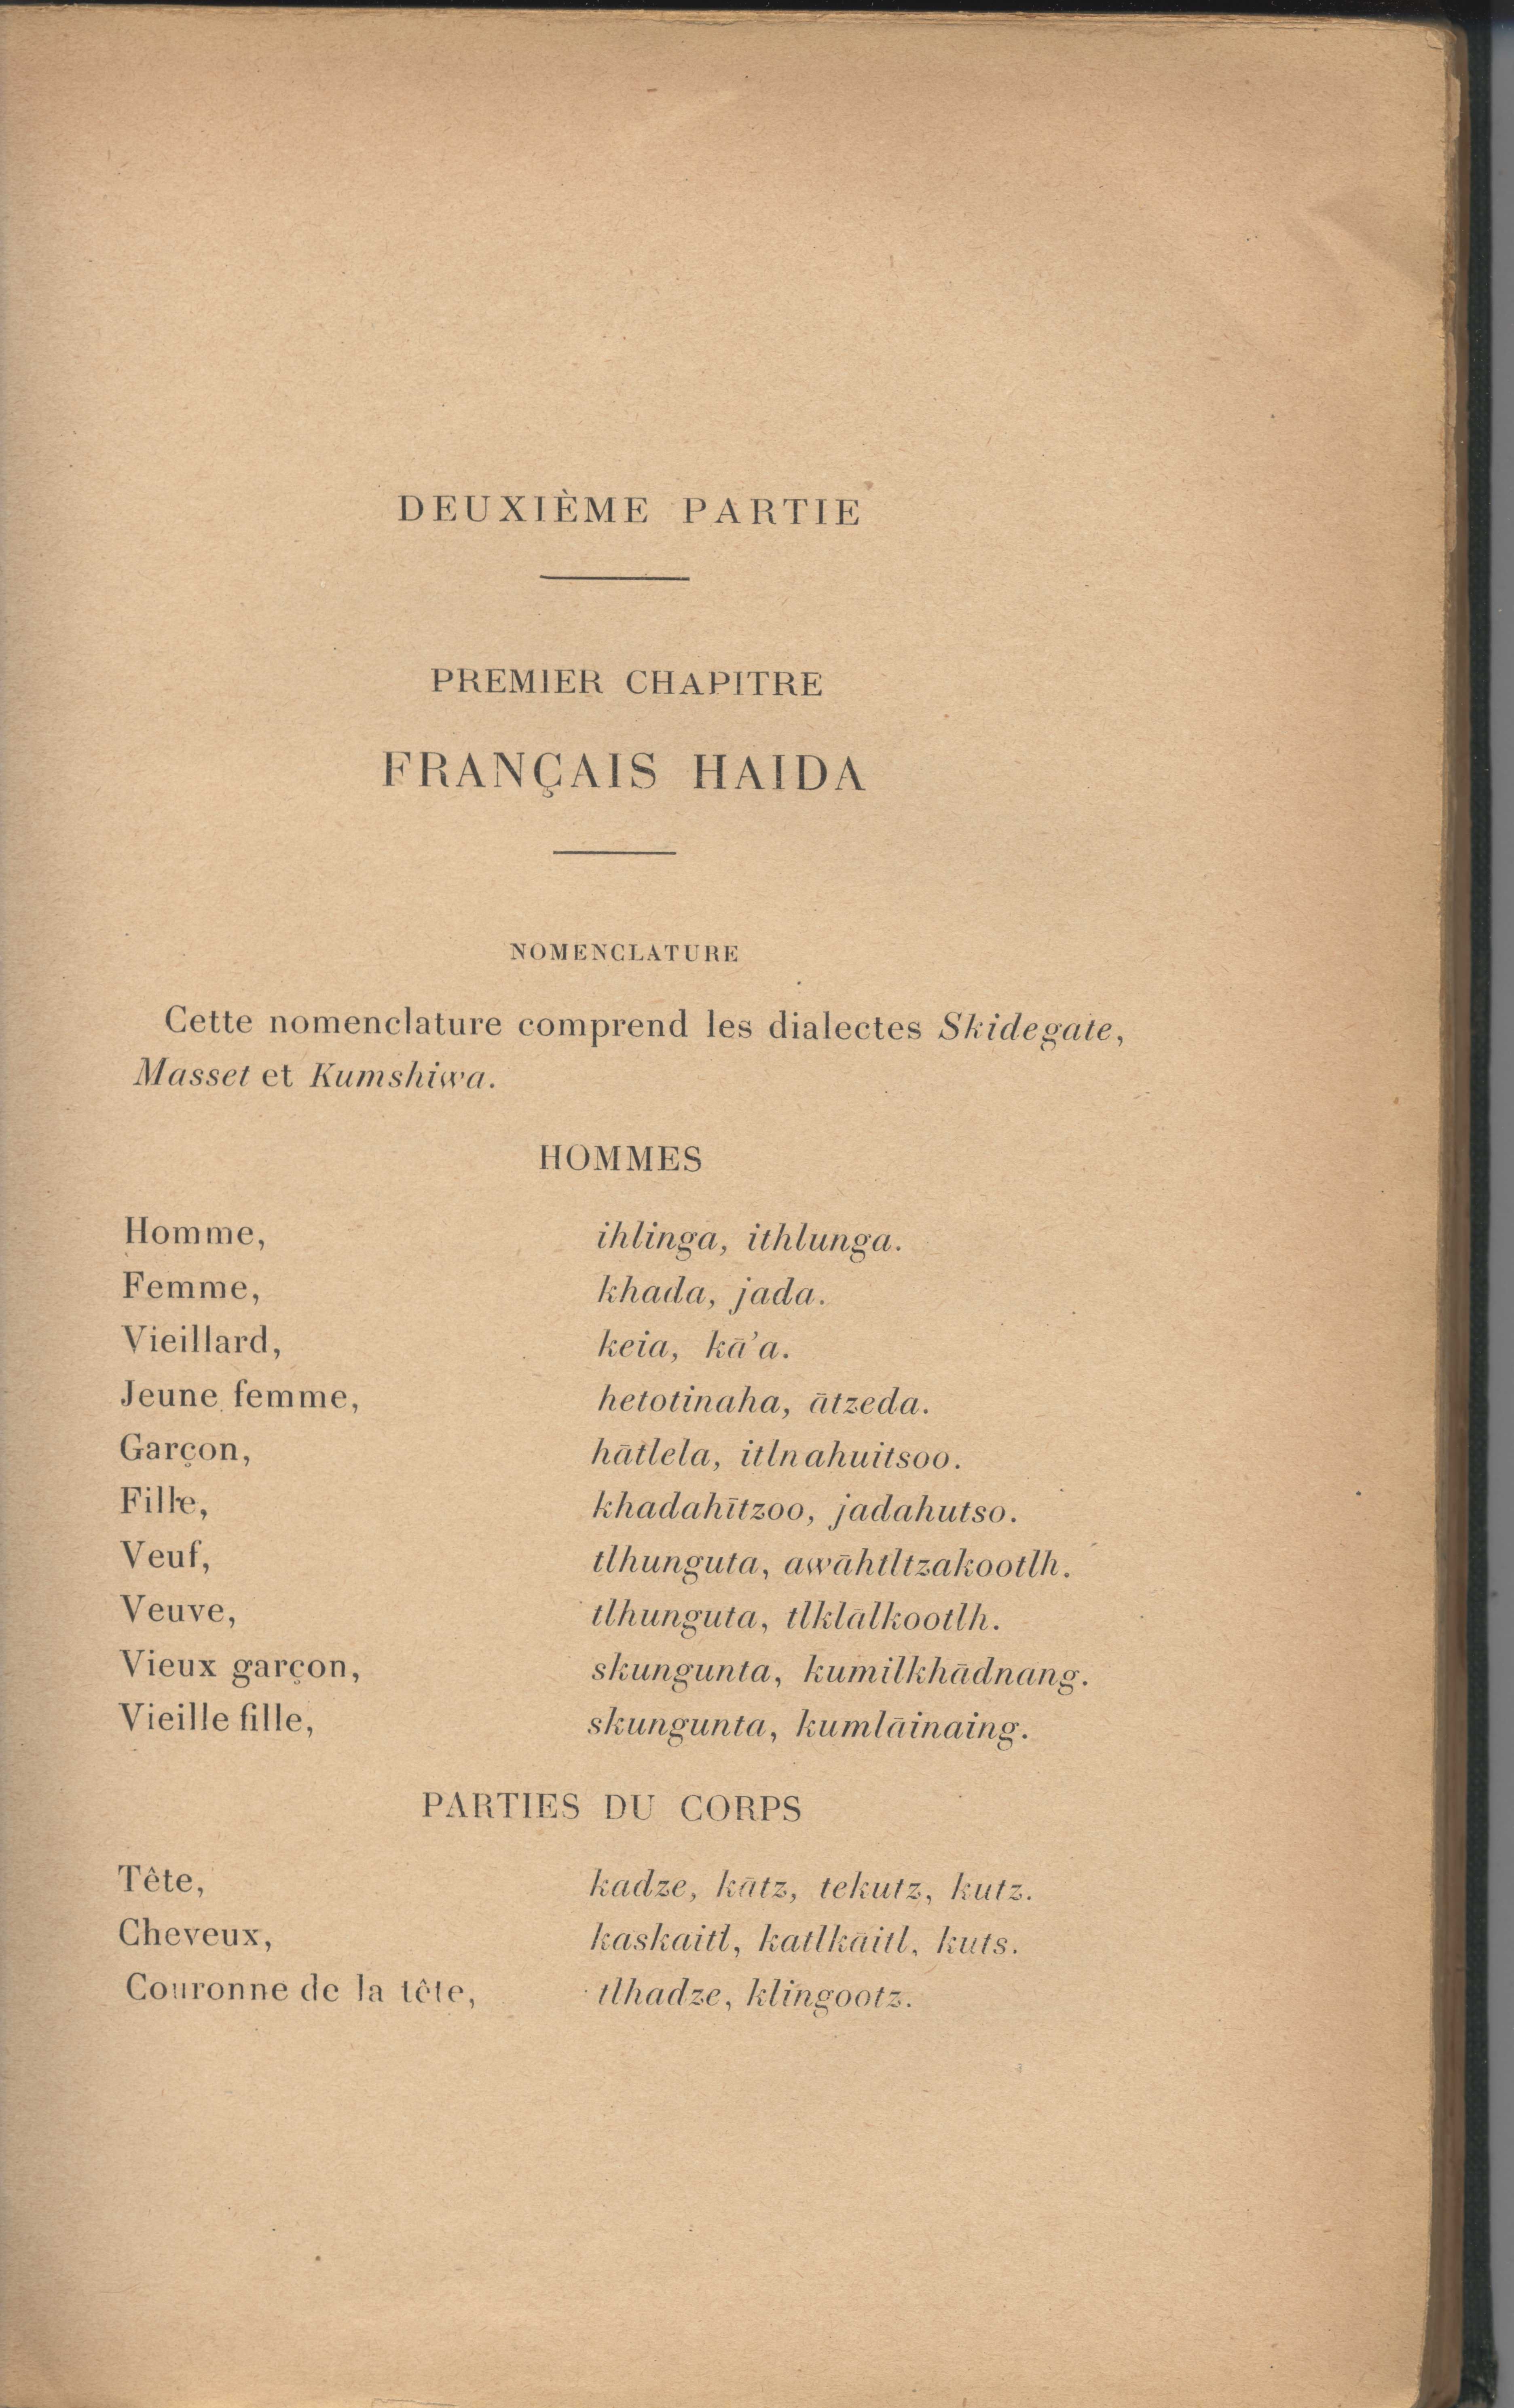 DEUXIÈME PARTIE
PREMIER CHAPITRE
FRANÇAIS HAIDA
NOMENCLATURE
Cette nomenclature comprend les dialectes Skidegate,
Masset et Kumshiwa.
HOMMES
Homme, ihlinga, ithlunga.
Femme, khada, jada.
Vieillard, keia, kā'a.
Jeune femme, hetotinaha, ātzeda.
Garçon, hātlela, itlnahuitsoo.
Fille, khadahītzoo, jadahutso.
Veuf, tlhunguta, awāhtltzakootlh.
Veuve, tlhunguta, tlklālkootlh.
Vieux garçon, skungunta, kumilkhādnang.
Vieille fille, skungunta, kumlāinaing.
PARTIES DU CORPS
Tête, kadze, kātz, tekutz, kutz.
Cheveux, kaskaitl, katlkāitl, kuts.
Couronne de la tête, tlhadze, klingootz.